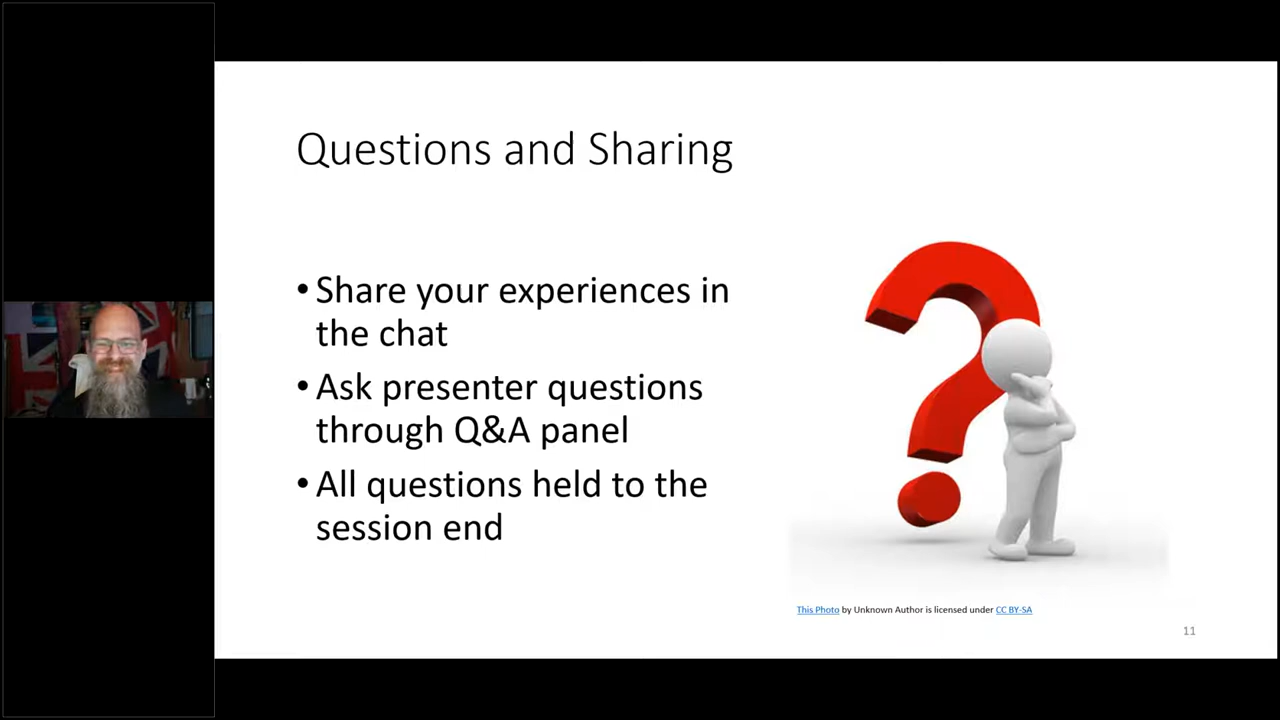 Questions and Sharing
•Share your experiences in
the chat
•Ask presenter questions
through Q&A panel
•All questions held to the
session end
This Photo by Unknown Author is licensed under CC BY-SA
11